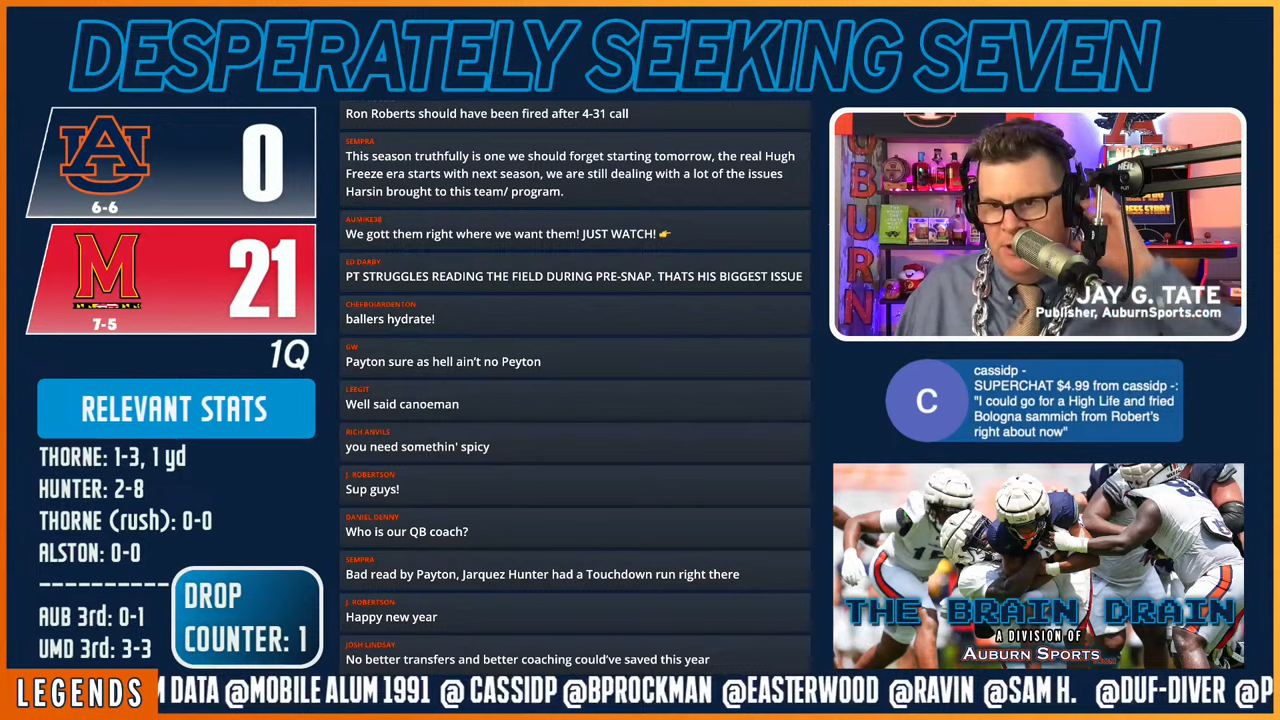 DESPERATELY SEEKING SEVEN
0
6-6
M
21
7-5
1Q
RELEVANT STATS
THORNE: 1-3, 1 yd
HUNTER: 2-8
THORNE (rush): 0-0
ALSTON: 0-0
----------
AUB 3rd: 0-1
UMD 3rd: 3-3
DROP
COUNTER: 1
Ron Roberts should have been fired after 4-31 call
SEMPRA
This season truthfully is one we should forget starting tomorrow, the real Hugh
Freeze era starts with next season, we are still dealing with a lot of the issues
Harsin brought to this team/ program.
AUMIKE38
We gott them right where we want them! JUST WATCH! 👉
ED DARBY
PT STRUGGLES READING THE FIELD DURING PRE-SNAP. THATS HIS BIGGEST ISSUE
CHEFBOIARDENTON
ballers hydrate!
GW
Payton sure as hell ain't no Peyton
LEEGIT
Well said canoeman
RICH ANVILS
you need somethin' spicy
J. ROBERTSON
Sup guys!
DANIEL DENNY
Who is our QB coach?
SEMPRA
Bad read by Payton, Jarquez Hunter had a Touchdown run right there
J. ROBERTSON
Happy new year
JOSH LINDSAY
No better transfers and better coaching could've saved this year
BURN
JAY G. TATE
Publisher, AuburnSports.com
C
cassidp -
SUPERCHAT $4.99 from cassidp -:
"I could go for a High Life and fried
Bologna sammich from Robert's
right about now"
THE BRAIN DRAIN
A DIVISION OF
AUBURN SPORTS
LEGENDS
M DATA @MOBILE ALUM 1991 @ CASSIDP @BPROCKMAN @EASTERWOOD @RAVIN @SAM H. @DUF-DIVER @P